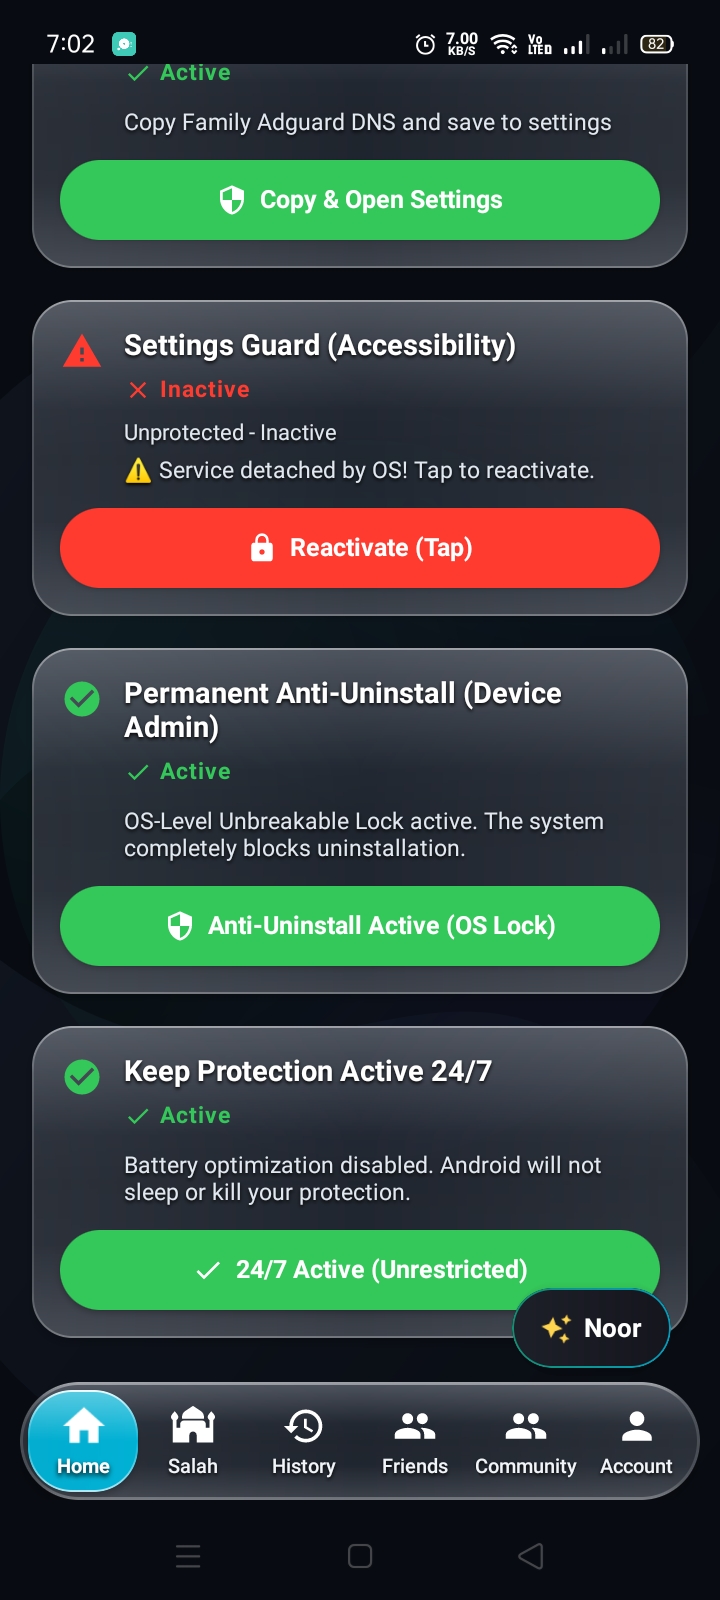 7:02
7.00
KB/S
Vo
LTED
82
Active
Copy Family Adguard DNS and save to settings
Copy & Open Settings
Settings Guard (Accessibility)
Inactive
Unprotected - Inactive
⚠️ Service detached by OS! Tap to reactivate.
Reactivate (Tap)
Permanent Anti-Uninstall (Device
Admin)
Active
OS-Level Unbreakable Lock active. The system
completely blocks uninstallation.
Anti-Uninstall Active (OS Lock)
Keep Protection Active 24/7
Active
Battery optimization disabled. Android will not
sleep or kill your protection.
24/7 Active (Unrestricted)
Noor
Home
Salah
History
Friends
Community
Account